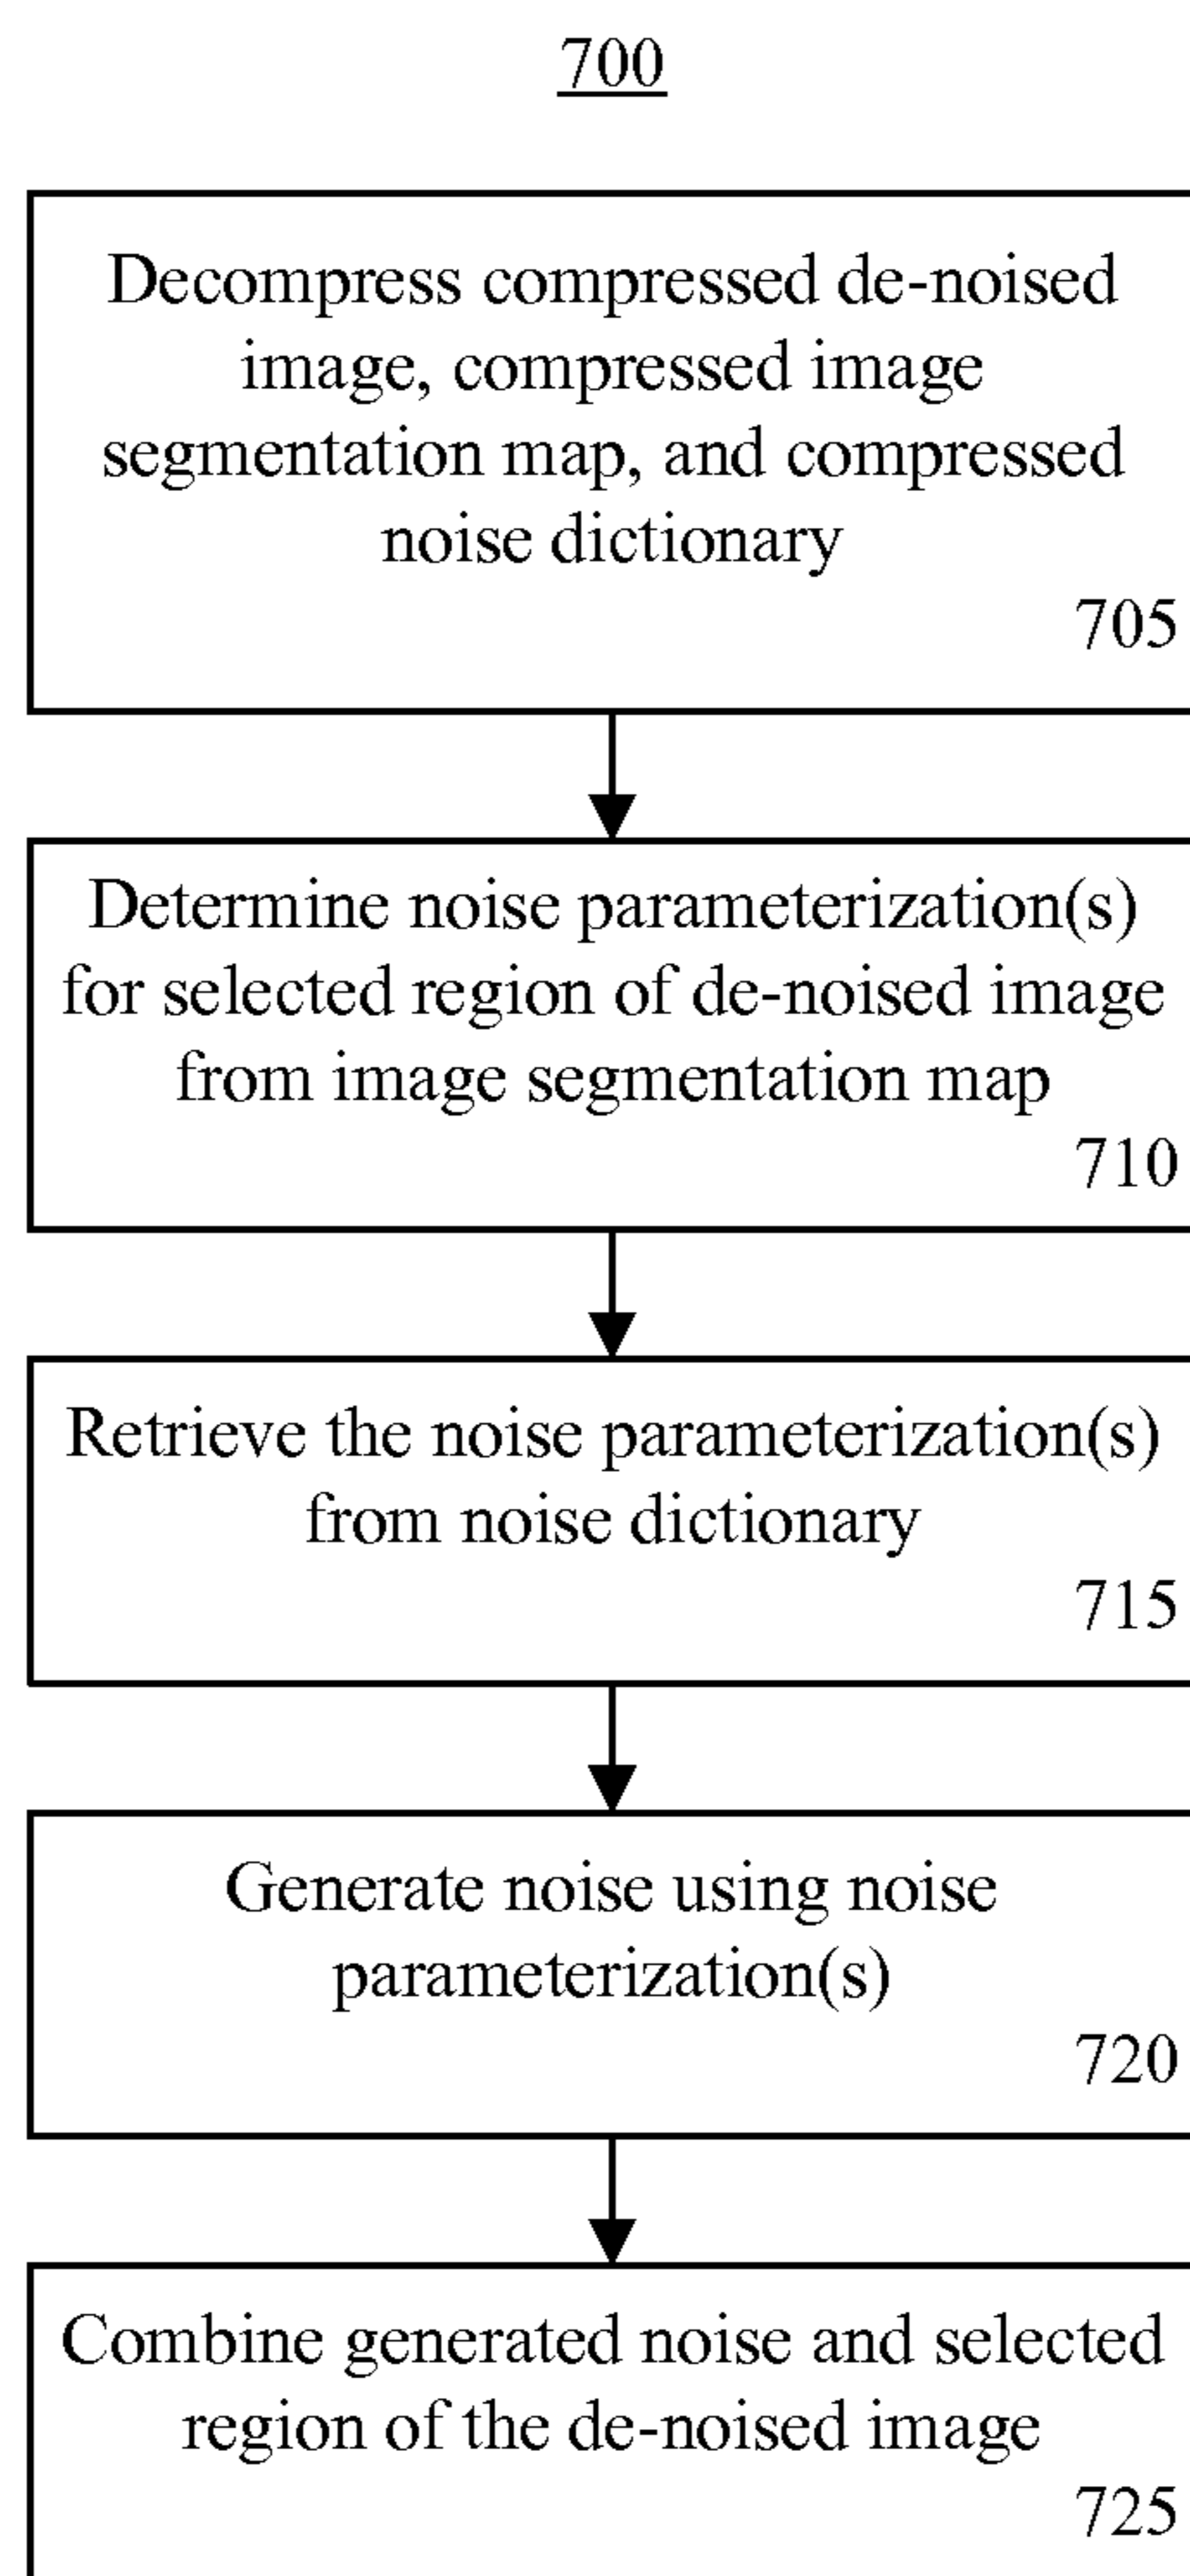 700
Decompress compressed de-noised
image, compressed image
segmentation map, and compressed
noise dictionary
705
Determine noise parameterization(s)
for selected region of de-noised image
from image segmentation map
710
Retrieve the noise parameterization(s)
from noise dictionary
715
Generate noise using noise
parameterization(s)
720
Combine generated noise and selected
region of the de-noised image
725